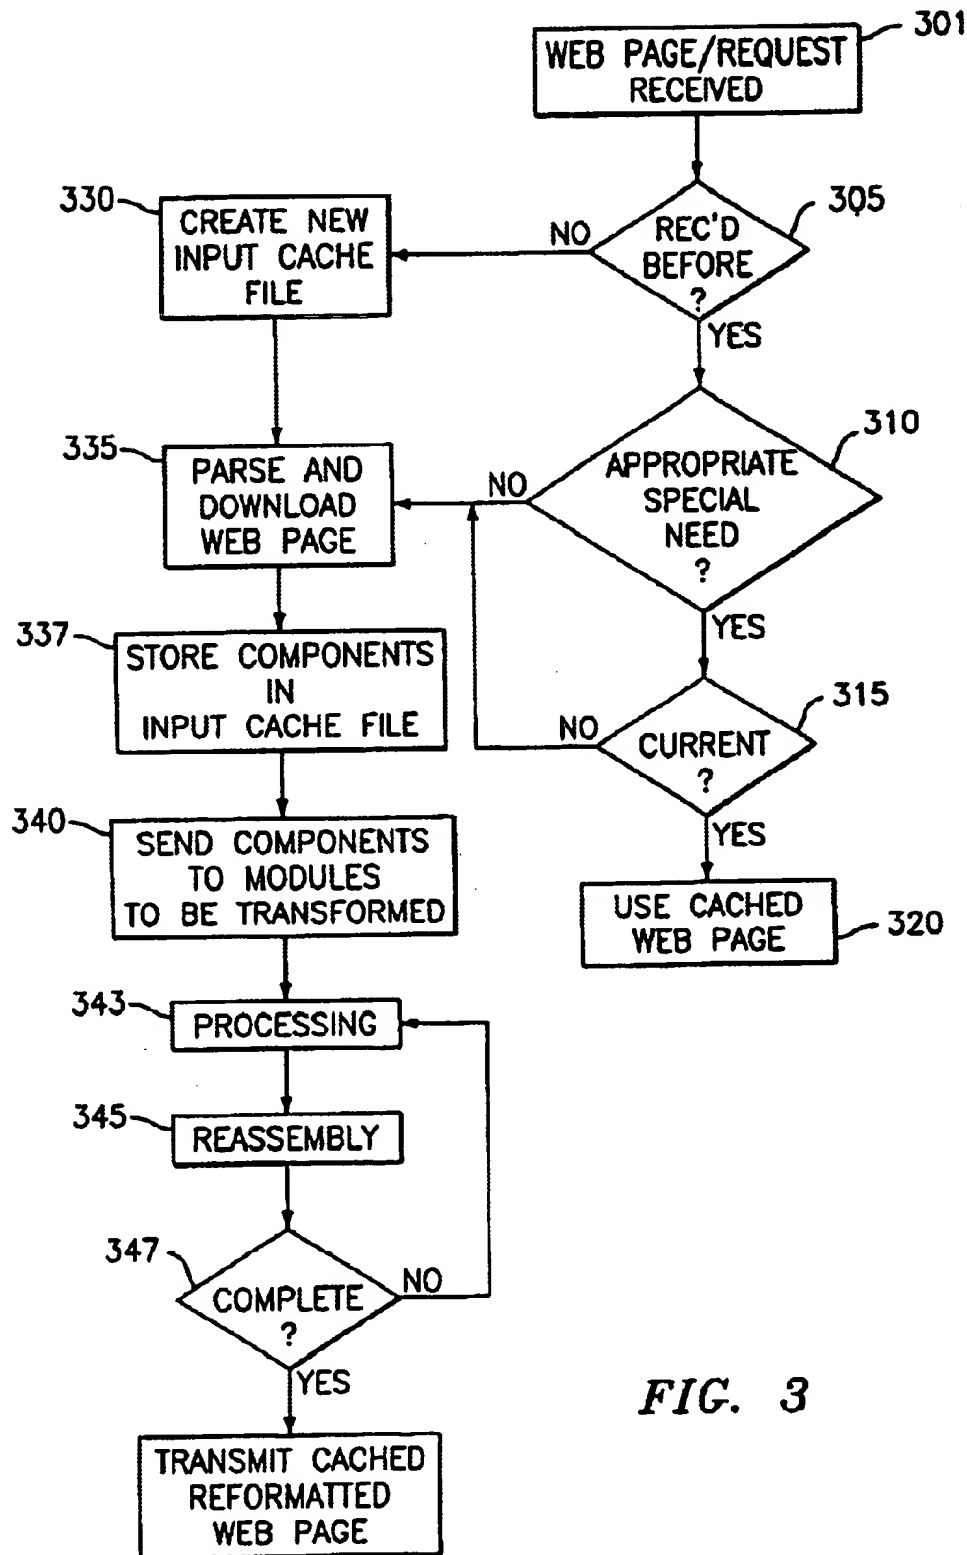 301
WEB PAGE/REQUEST
RECEIVED
305
REC'D
BEFORE
?
NO
YES
330
CREATE NEW
INPUT CACHE
FILE
310
APPROPRIATE
SPECIAL
NEED
?
NO
YES
335
PARSE AND
DOWNLOAD
WEB PAGE
337
STORE COMPONENTS
IN
INPUT CACHE FILE
315
CURRENT
?
NO
YES
340
SEND COMPONENTS
TO MODULES
TO BE TRANSFORMED
USE CACHED
WEB PAGE
320
343
PROCESSING
345
REASSEMBLY
347
COMPLETE
?
NO
YES
TRANSMIT CACHED
REFORMATTED
WEB PAGE
FIG. 3